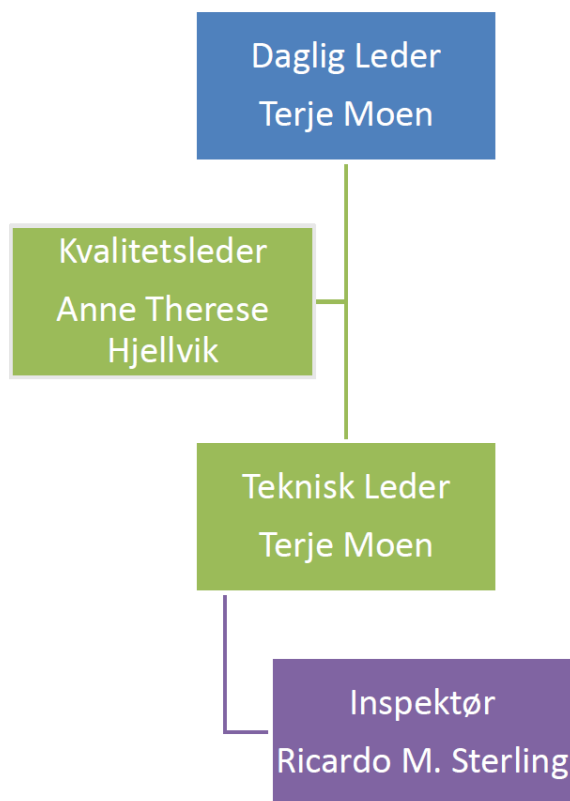 Daglig Leder
Terje Moen
Kvalitetsleder
Anne Therese
Hjellvik
Teknisk Leder
Terje Moen
Inspektør
Ricardo M. Sterling